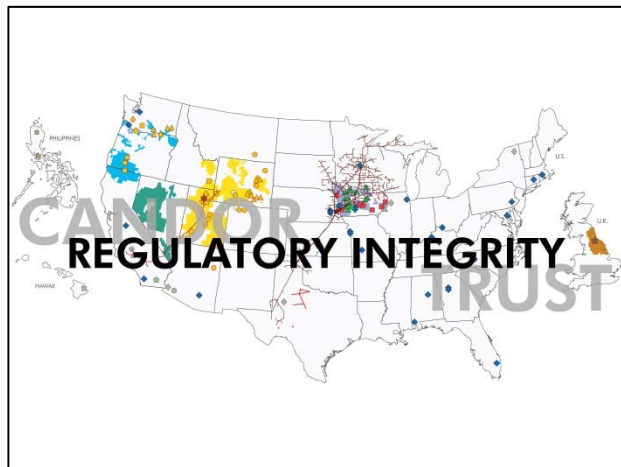 PHILIPPINES
U.S.
U.K.
CANDOR
REGULATORY INTEGRITY
TRUST
HAWAII